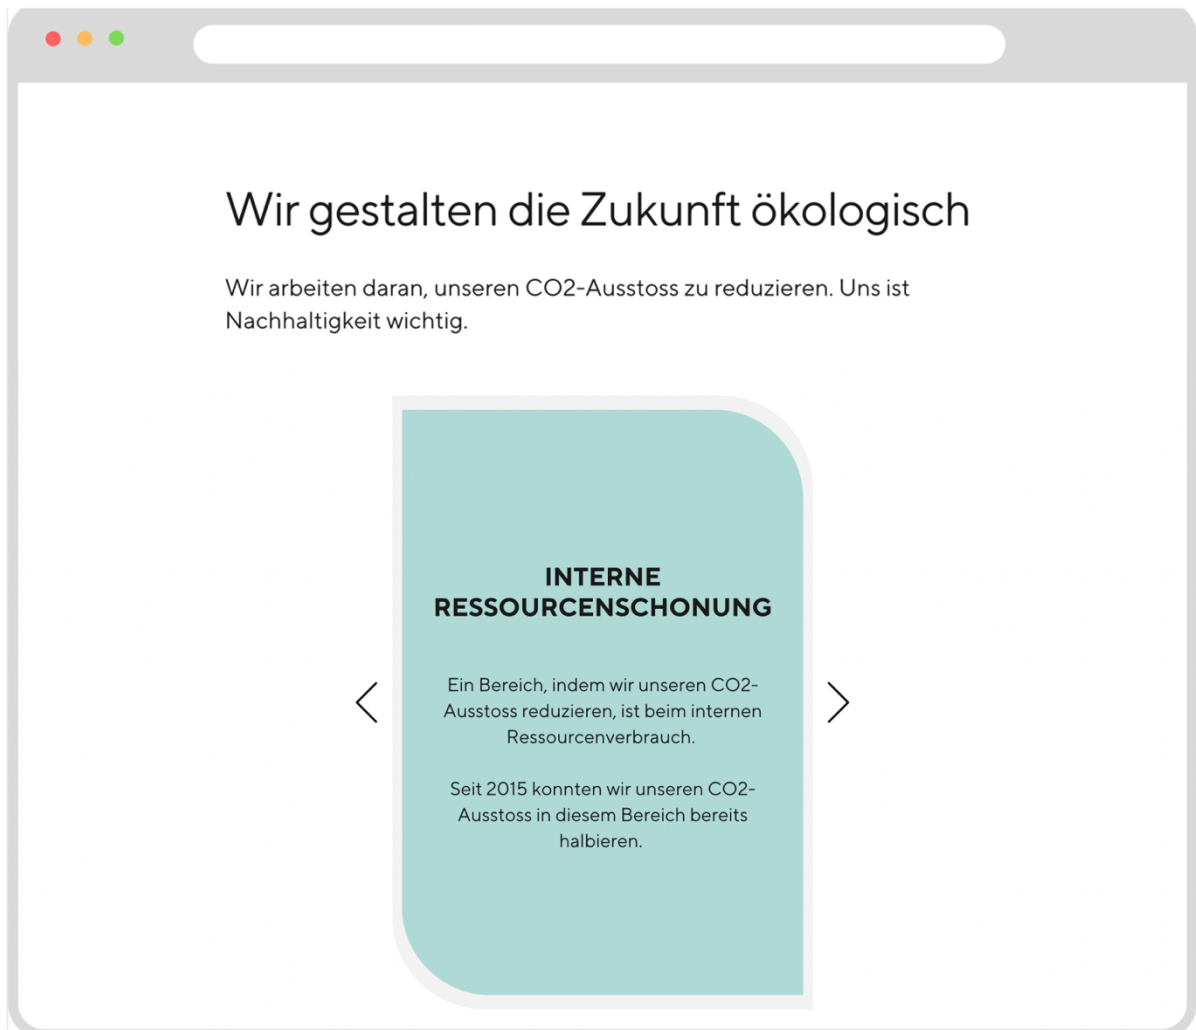 Wir gestalten die Zukunft ökologisch
Wir arbeiten daran, unseren CO2-Ausstoss zu reduzieren. Uns ist
Nachhaltigkeit wichtig.
INTERNE
RESSOURCENSCHONUNG
Ein Bereich, indem wir unseren CO2-
Ausstoss reduzieren, ist beim internen
Ressourcenverbrauch.
Seit 2015 konnten wir unseren CO2-
Ausstoss in diesem Bereich bereits
halbieren.